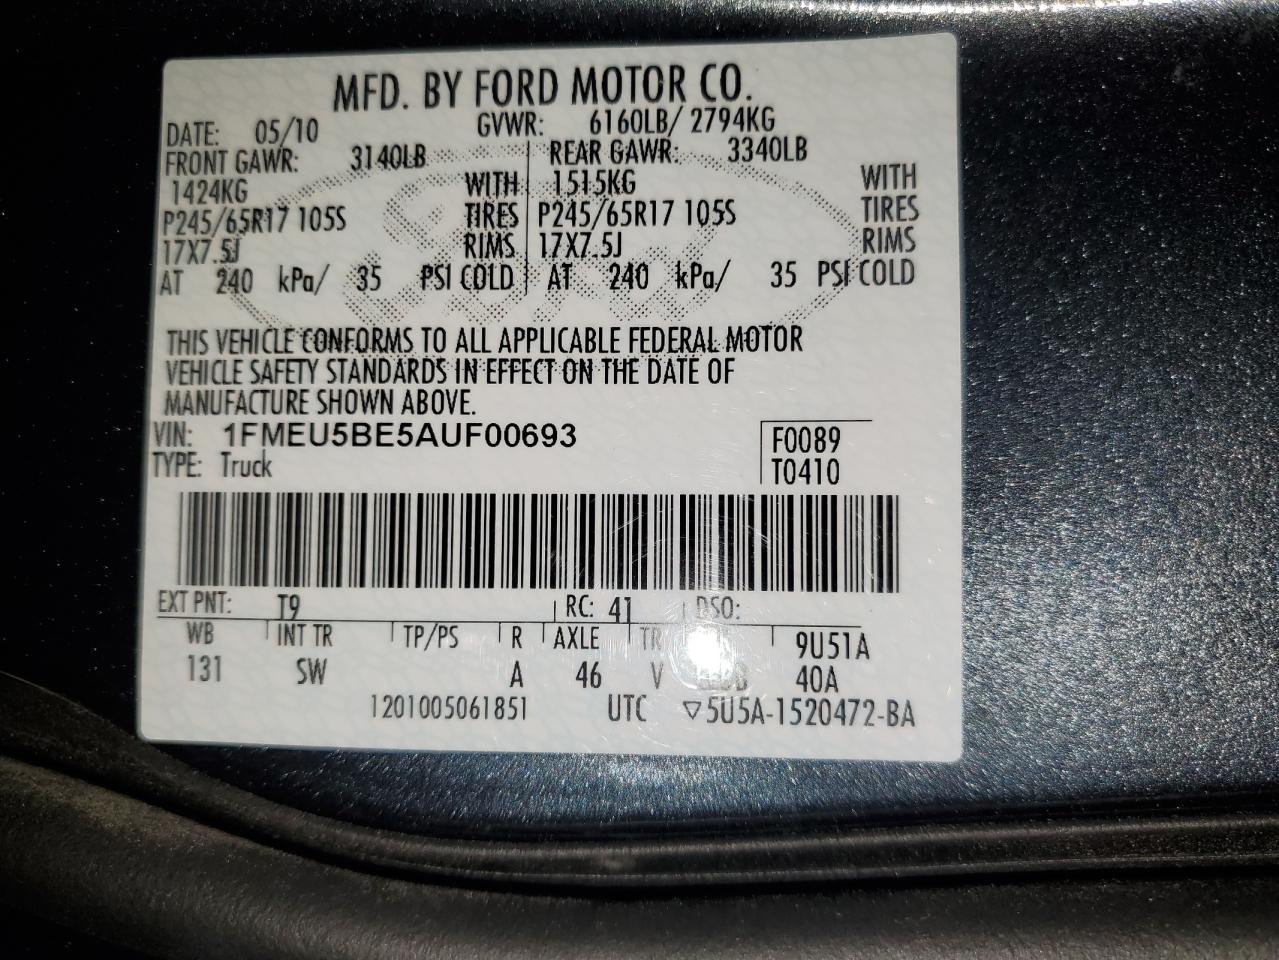 MFD. BY FORD MOTOR CO.
DATE: 05/10 GVWR: 6160LB/ 2794KG
FRONT GAWR: 3140LB REAR GAWR: 3340LB
1424KG WITH 1515KG WITH
P245/65R17 105S TIRES P245/65R17 105S TIRES
17X7.5J RIMS 17X7.5J RIMS
AT 240 kPa/ 35 PSI COLD AT 240 kPa/ 35 PSI COLD
THIS VEHICLE CONFORMS TO ALL APPLICABLE FEDERAL MOTOR
VEHICLE SAFETY STANDARDS IN EFFECT ON THE DATE OF
MANUFACTURE SHOWN ABOVE.
VIN: 1FMEU5BE5AUF00693 F0089
TYPE: Truck T0410
EXT PNT: T9 RC: 41 DSO:
WB INT TR TP/PS R AXLE TR 9U51A
131 SW A 46 V 40A
1201005061851 UTC ▽5U5A-1520472-BA